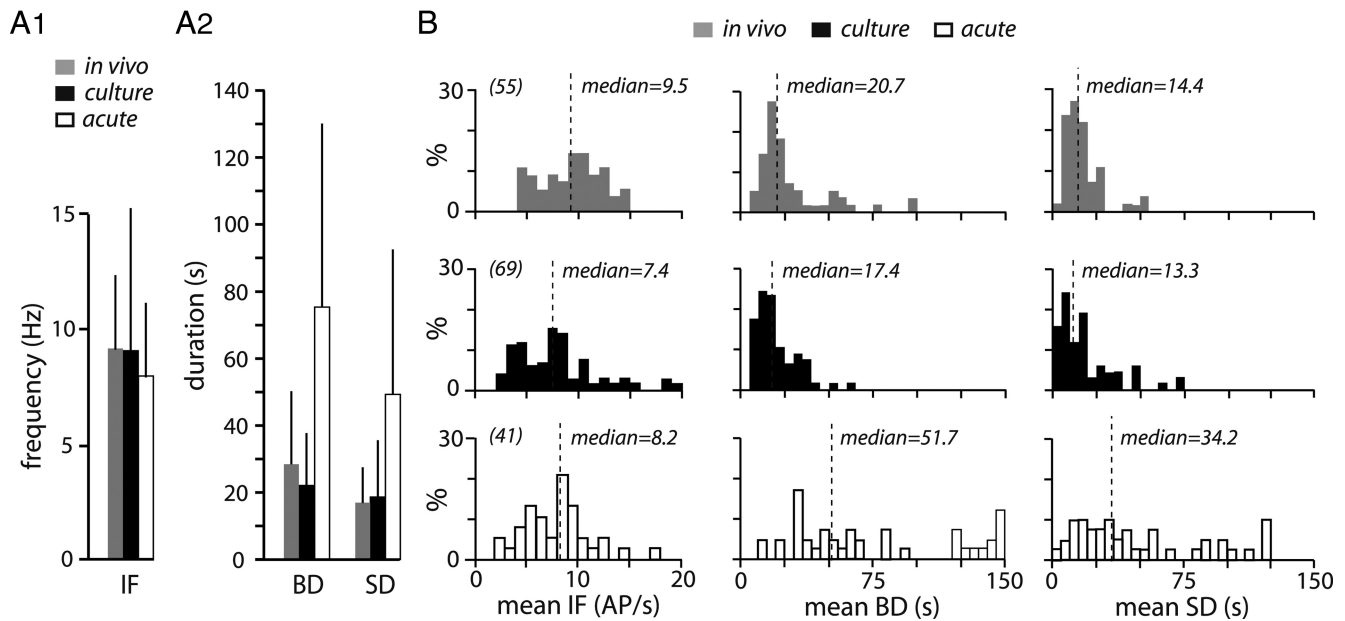 A1
A2
B
in vivo
culture
acute
in vivo
culture
acute
frequency (Hz)
15
10
5
0
IF
duration (s)
140
120
100
80
60
40
20
0
BD
SD
%
30
0
(55)
median=9.5
median=20.7
median=14.4
%
30
0
(69)
median=7.4
median=17.4
median=13.3
%
30
0
(41)
median=8.2
median=51.7
median=34.2
0
10
20
mean IF (AP/s)
0
75
150
mean BD (s)
0
75
150
mean SD (s)